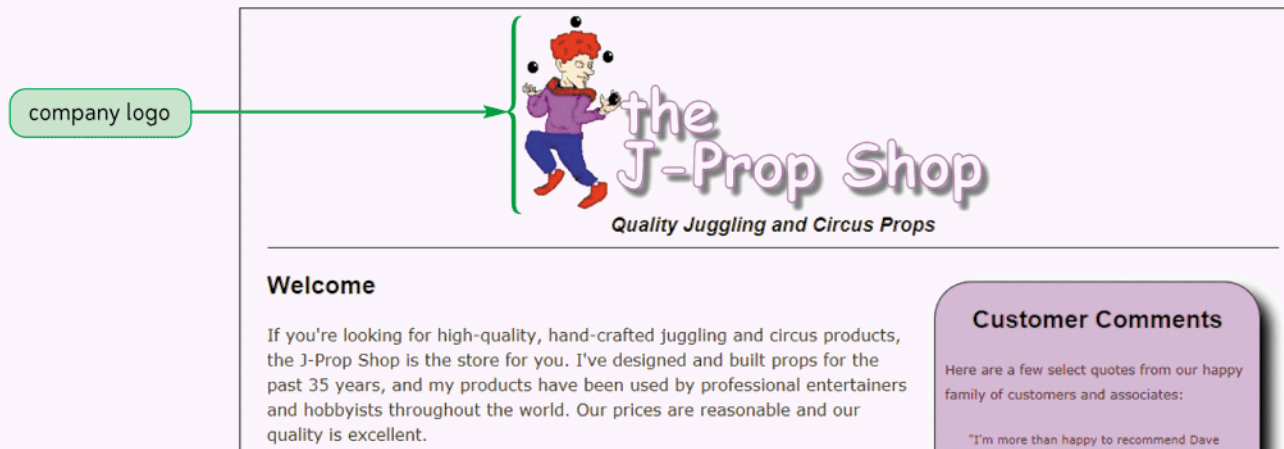 company logo
the
J-Prop Shop
Quality Juggling and Circus Props
Welcome
If you're looking for high-quality, hand-crafted juggling and circus products,
the J-Prop Shop is the store for you. I've designed and built props for the
past 35 years, and my products have been used by professional entertainers
and hobbyists throughout the world. Our prices are reasonable and our
quality is excellent.
Customer Comments
Here are a few select quotes from our happy
family of customers and associates:
"I'm more than happy to recommend Dave